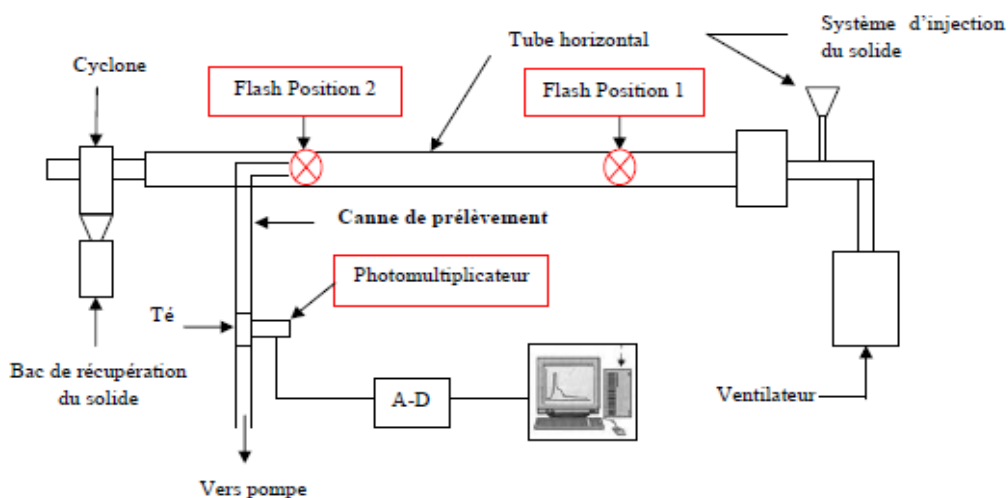 Système d'injection
du solide
Tube horizontal
Cyclone
Flash Position 2
Flash Position 1
Canne de prélèvement
Photomultiplicateur
Té
Bac de récupération
du solide
A-D
Ventilateur
Vers pompe